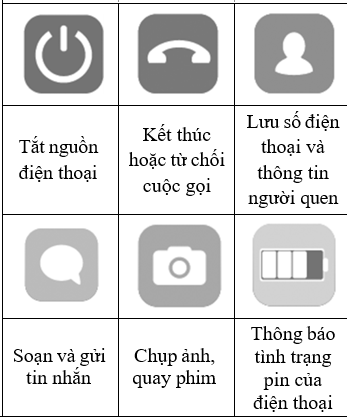 Tắt nguồn
điện thoại
Kết thúc
hoặc từ chối
cuộc gọi
Lưu số điện
thoại và
thông tin
người quen
Soạn và gửi
tin nhắn
Chụp ảnh,
quay phim
Thông báo
tình trạng
pin của
điện thoại